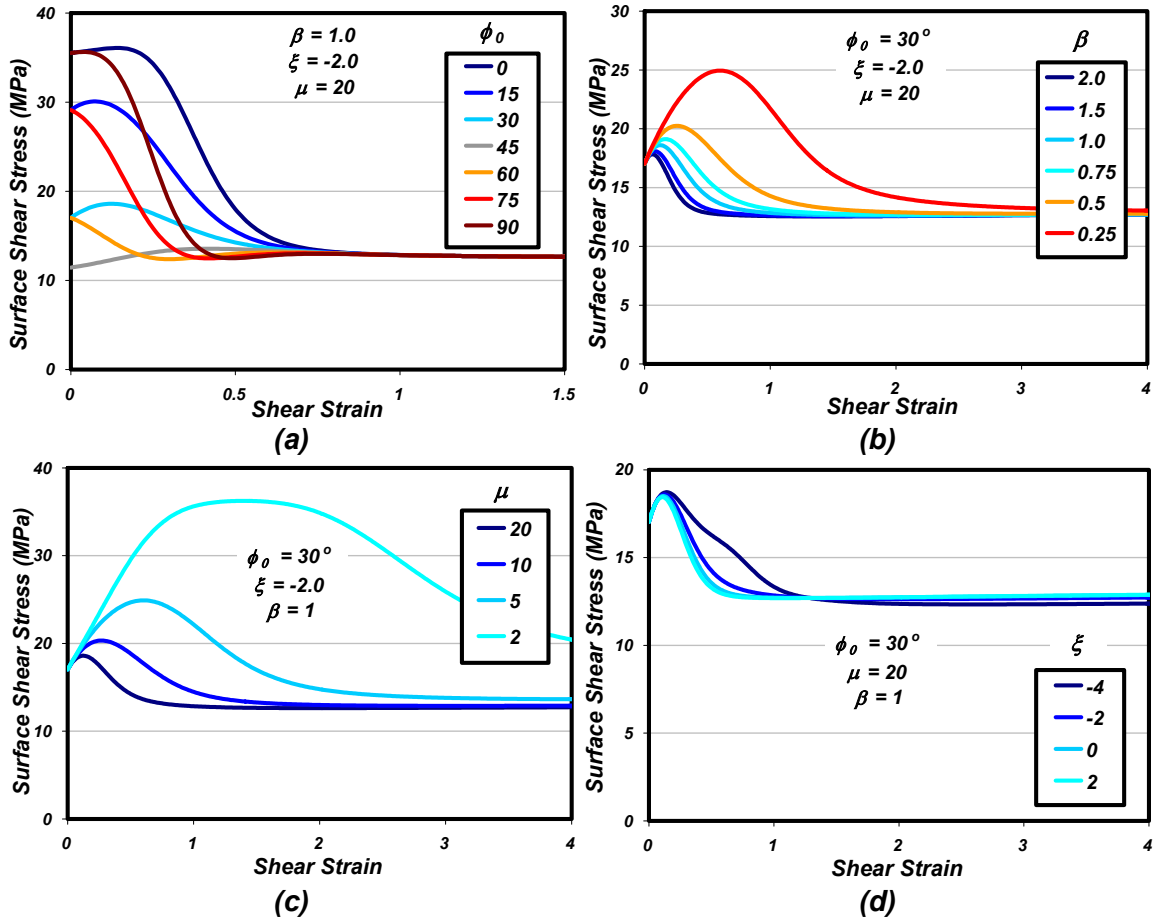 Surface Shear Stress (MPa)
40
30
20
10
0
β = 1.0
ξ = -2.0
μ = 20
ϕ0
0
15
30
45
60
75
90
0
0.5
1
1.5
Shear Strain
(a)
Surface Shear Stress (MPa)
30
25
20
15
10
5
0
ϕ0 = 30°
ξ = -2.0
μ = 20
β
2.0
1.5
1.0
0.75
0.5
0.25
0
1
2
3
4
Shear Strain
(b)
Surface Shear Stress (MPa)
40
30
20
10
0
ϕ0 = 30°
ξ = -2.0
β = 1
μ
20
10
5
2
0
1
2
3
4
Shear Strain
(c)
Surface Shear Stress (MPa)
20
15
10
5
0
ϕ0 = 30°
μ = 20
β = 1
ξ
-4
-2
0
2
0
1
2
3
4
Shear Strain
(d)